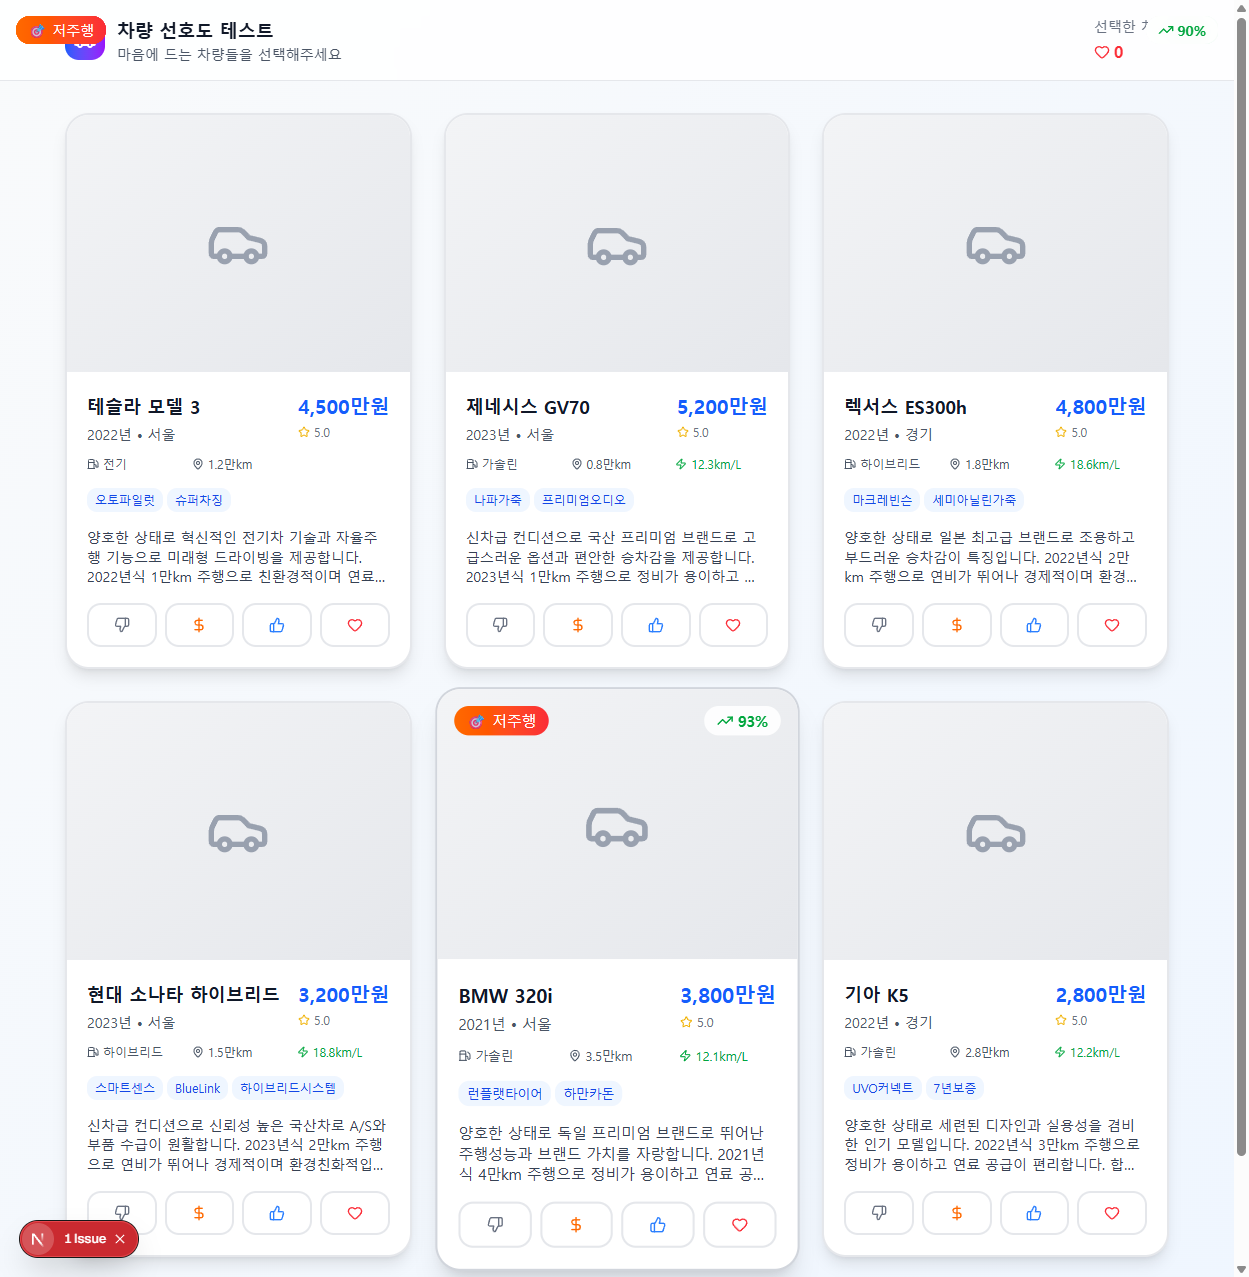 저주행
차량 선호도 테스트
마음에 드는 차량들을 선택해주세요
선택한
90%
0
테슬라 모델 3
4,500만원
2022년 • 서울
5.0
전기
1.2만km
오토파일럿
슈퍼차징
양호한 상태로 혁신적인 전기차 기술과 자율주
행 기능으로 미래형 드라이빙을 제공합니다.
2022년식 1만km 주행으로 친환경적이며 연료...
제네시스 GV70
5,200만원
2023년 • 서울
5.0
가솔린
0.8만km
12.3km/L
나파가죽
프리미엄오디오
신차급 컨디션으로 국산 프리미엄 브랜드로 고
급스러운 옵션과 편안한 승차감을 제공합니다.
2023년식 1만km 주행으로 정비가 용이하고 ...
렉서스 ES300h
4,800만원
2022년 • 경기
5.0
하이브리드
1.8만km
18.6km/L
마크레빈슨
세미아닐린가죽
양호한 상태로 일본 최고급 브랜드로 조용하고
부드러운 승차감이 특징입니다. 2022년식 2만
km 주행으로 연비가 뛰어나 경제적이며 환경...
현대 소나타 하이브리드
3,200만원
2023년 • 서울
5.0
하이브리드
1.5만km
18.8km/L
스마트센스
BlueLink
하이브리드시스템
신차급 컨디션으로 신뢰성 높은 국산차로 A/S와
부품 수급이 원활합니다. 2023년식 2만km 주행
으로 연비가 뛰어나 경제적이며 환경친화적입...
저주행
93%
BMW 320i
3,800만원
2021년 • 서울
5.0
가솔린
3.5만km
12.1km/L
런플랫타이어
하만카돈
양호한 상태로 독일 프리미엄 브랜드로 뛰어난
주행성능과 브랜드 가치를 자랑합니다. 2021년
식 4만km 주행으로 정비가 용이하고 연료 공...
기아 K5
2,800만원
2022년 • 경기
5.0
가솔린
2.8만km
12.2km/L
UVO커넥트
7년보증
양호한 상태로 세련된 디자인과 실용성을 겸비
한 인기 모델입니다. 2022년식 3만km 주행으로
정비가 용이하고 연료 공급이 편리합니다. 합...
N
1 Issue